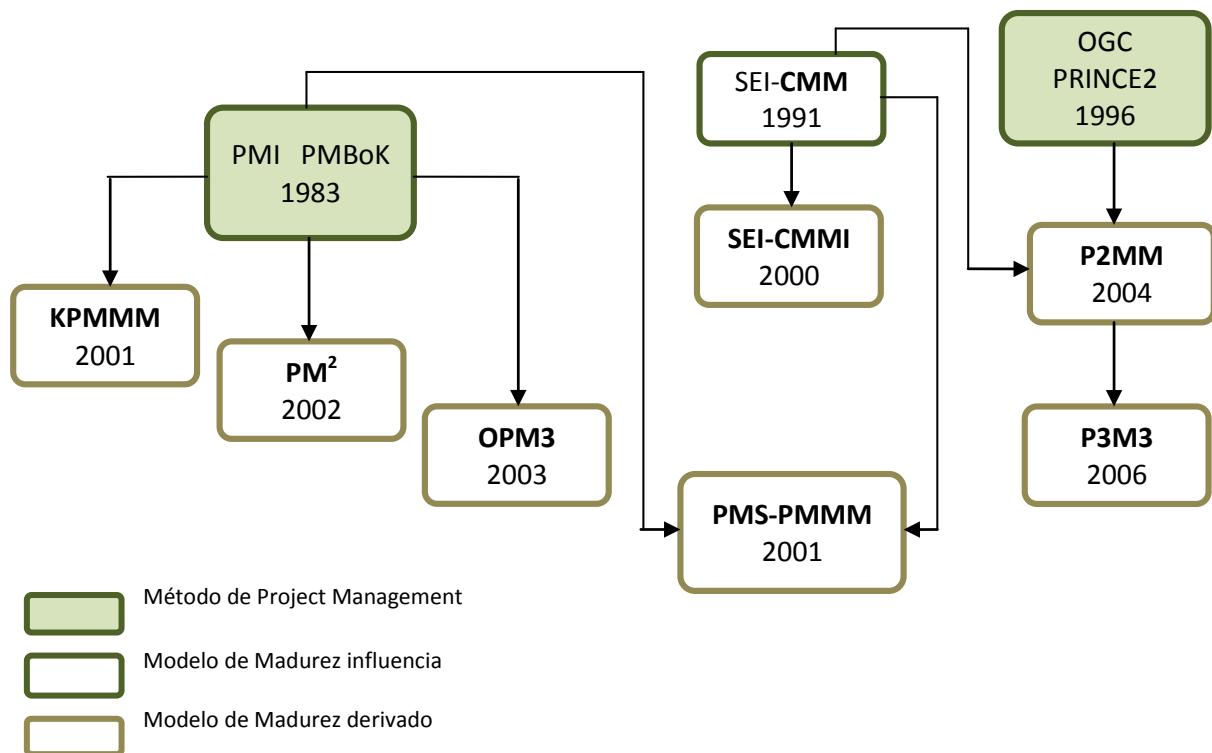 PMI PMBoK
1983
SEI-CMM
1991
OGC
PRINCE2
1996
KPMMM
2001
PM²
2002
OPM3
2003
SEI-CMMI
2000
P2MM
2004
PMS-PMMM
2001
P3M3
2006
Método de Project Management
Modelo de Madurez influencia
Modelo de Madurez derivado